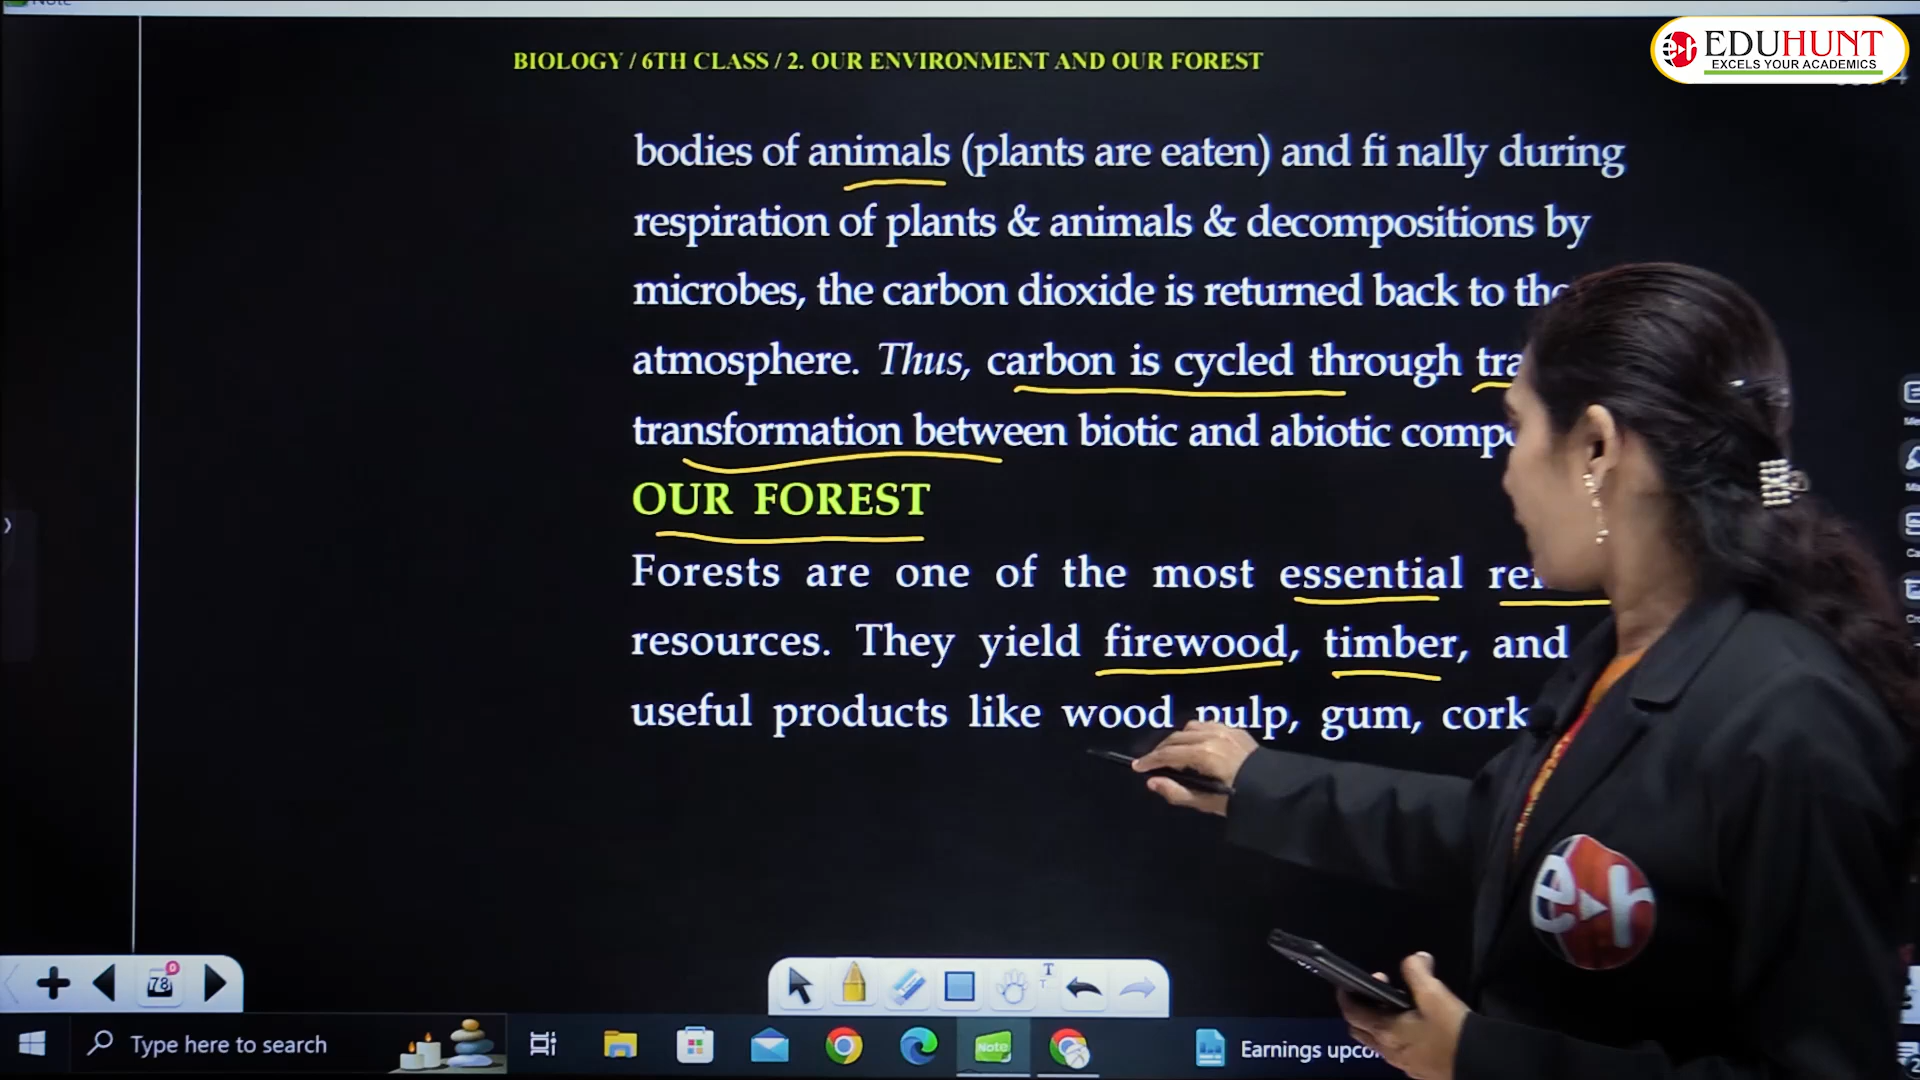 Note
EDUHUNT
EXCELS YOUR ACADEMICS
BIOLOGY / 6TH CLASS / 2. OUR ENVIRONMENT AND OUR FOREST
bodies of animals (plants are eaten) and fi nally during
respiration of plants & animals & decompositions by
microbes, the carbon dioxide is returned back to the
atmosphere. Thus, carbon is cycled through
transformation between biotic and abiotic
OUR FOREST
Forests are one of the most essential
resources. They yield firewood, timber, and
useful products like wood pulp, gum, cork
78
0
T
T
Type here to search
Note
Earnings